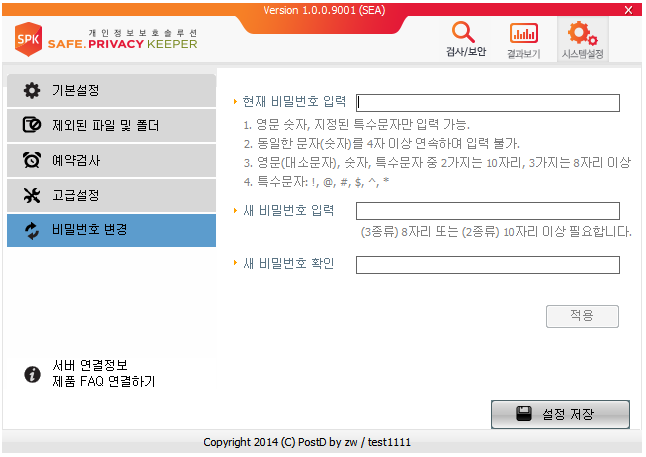 Version 1.0.0.9001 (SEA)
X
SPK
개인정보보호솔루션
SAFE. PRIVACY KEEPER
검사/보안
결과보기
시스템설정
기본설정
제외된 파일 및 폴더
예약검사
고급설정
비밀번호 변경
서버 연결정보
제품 FAQ 연결하기
현재 비밀번호 입력
1. 영문 숫자, 지정된 특수문자만 입력 가능.
2. 동일한 문자(숫자)를 4자 이상 연속하여 입력 불가.
3. 영문(대소문자), 숫자, 특수문자 중 2가지는 10자리, 3가지는 8자리 이상
4. 특수문자: !, @, #, $, ^, *
새 비밀번호 입력
(3종류) 8자리 또는 (2종류) 10자리 이상 필요합니다.
새 비밀번호 확인
적용
설정 저장
Copyright 2014 (C) PostD by zw / test1111